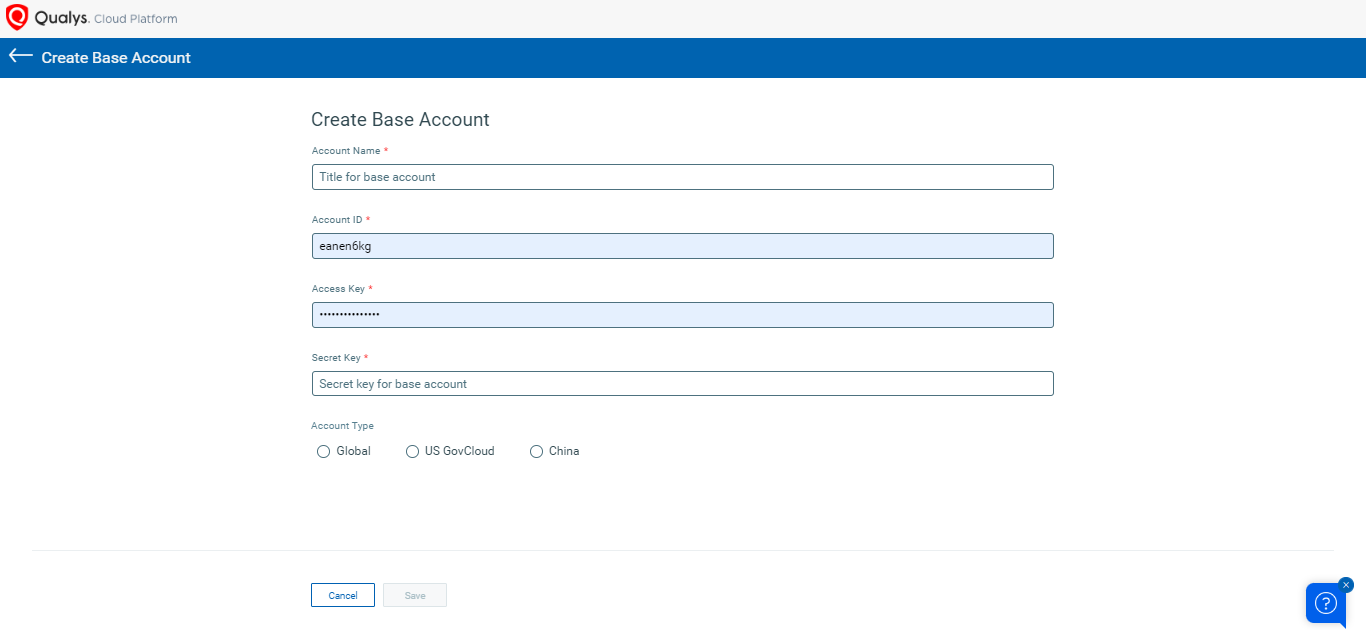 Qualys. Cloud Platform
Create Base Account
Create Base Account
Account Name *
Title for base account
Account ID *
eanen6kg
Access Key *
•••••••••••••••
Secret Key *
Secret key for base account
Account Type
Global US GovCloud China
Cancel Save